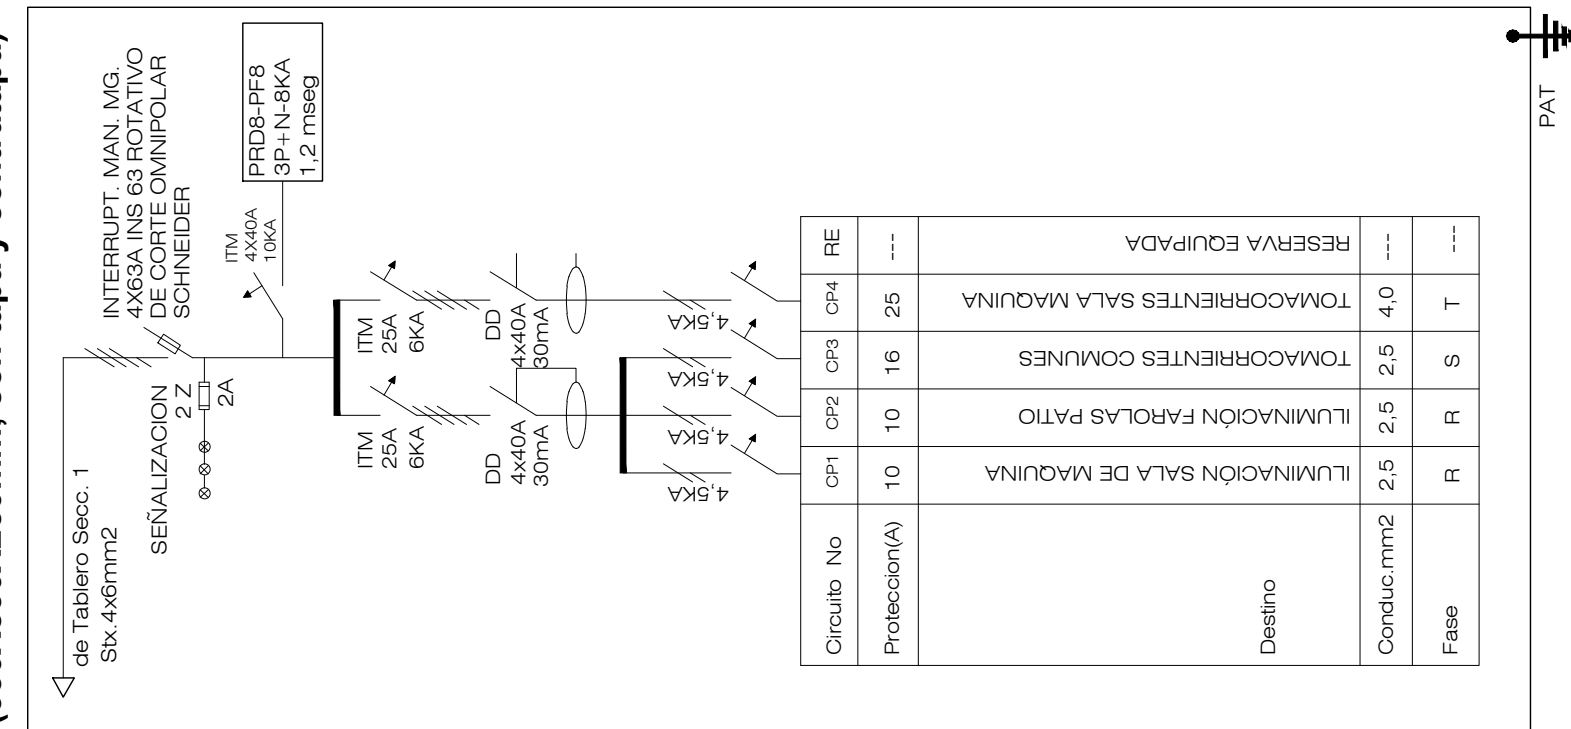 de Tablero Secc. 1
Stx.4x6mm2
INTERRUPT. MAN. MG.
4X63A INS 63 ROTATIVO
DE CORTE OMNIPOLAR
SCHNEIDER
SEÑALIZACION
2 Z
2A
ITM
4X40A
10KA
PRD8-PF8
3P+N-8KA
1,2 mseg
ITM
25A
6KA
DD
4x40A
30mA
ITM
25A
6KA
DD
4x40A
30mA
4,5KA
4,5KA
4,5KA
4,5KA
Circuito No CP1 CP2 CP3 CP4 RE
Proteccion(A) 10 10 16 25 ---
Destino
ILUMINACIÓN SALA DE MAQUINA
ILUMINACIÓN FAROLAS PATIO
TOMACORRIENTES COMUNES
TOMACORRIENTES SALA MAQUINA
RESERVA EQUIPADA
Conduc.mm2 2,5 2,5 2,5 4,0 ---
Fase R R S T ---
PAT